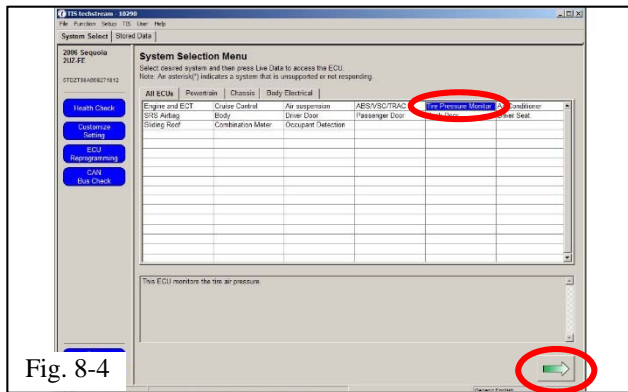 TIS techstream - 10290
File Function Setup TIS User Help
System Select Stored Data
2006 Sequoia
2UZ-FE
System Selection Menu
Select desired system and then press Live Data to access the ECU.
Note: An asterisk(*) indicates a system that is unsupported or not responding.
All ECUs Powertrain Chassis Body Electrical
Engine and ECT Cruise Control Air suspension ABS/VSC/TRAC Tire Pressure Monitor Conditioner
SRS Airbag Body Driver Door Passenger Door Door Driver Seat
Sliding Roof Combination Meter Occupant Detection
Health Check
Customize
Setting
ECU
Reprogramming
CAN
Bus Check
This ECU monitors the tire air pressure.
Fig. 8-4
Generic English